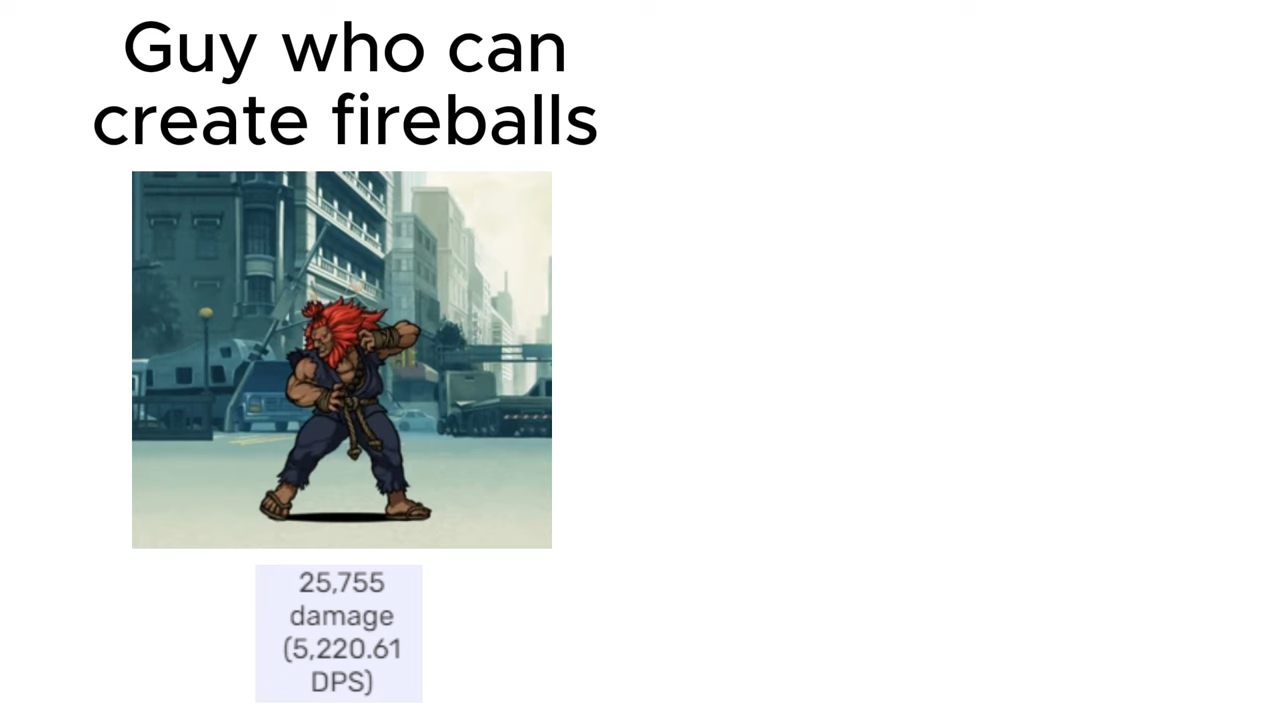 Guy who can
create fireballs
25,755
damage
(5,220.61
DPS)